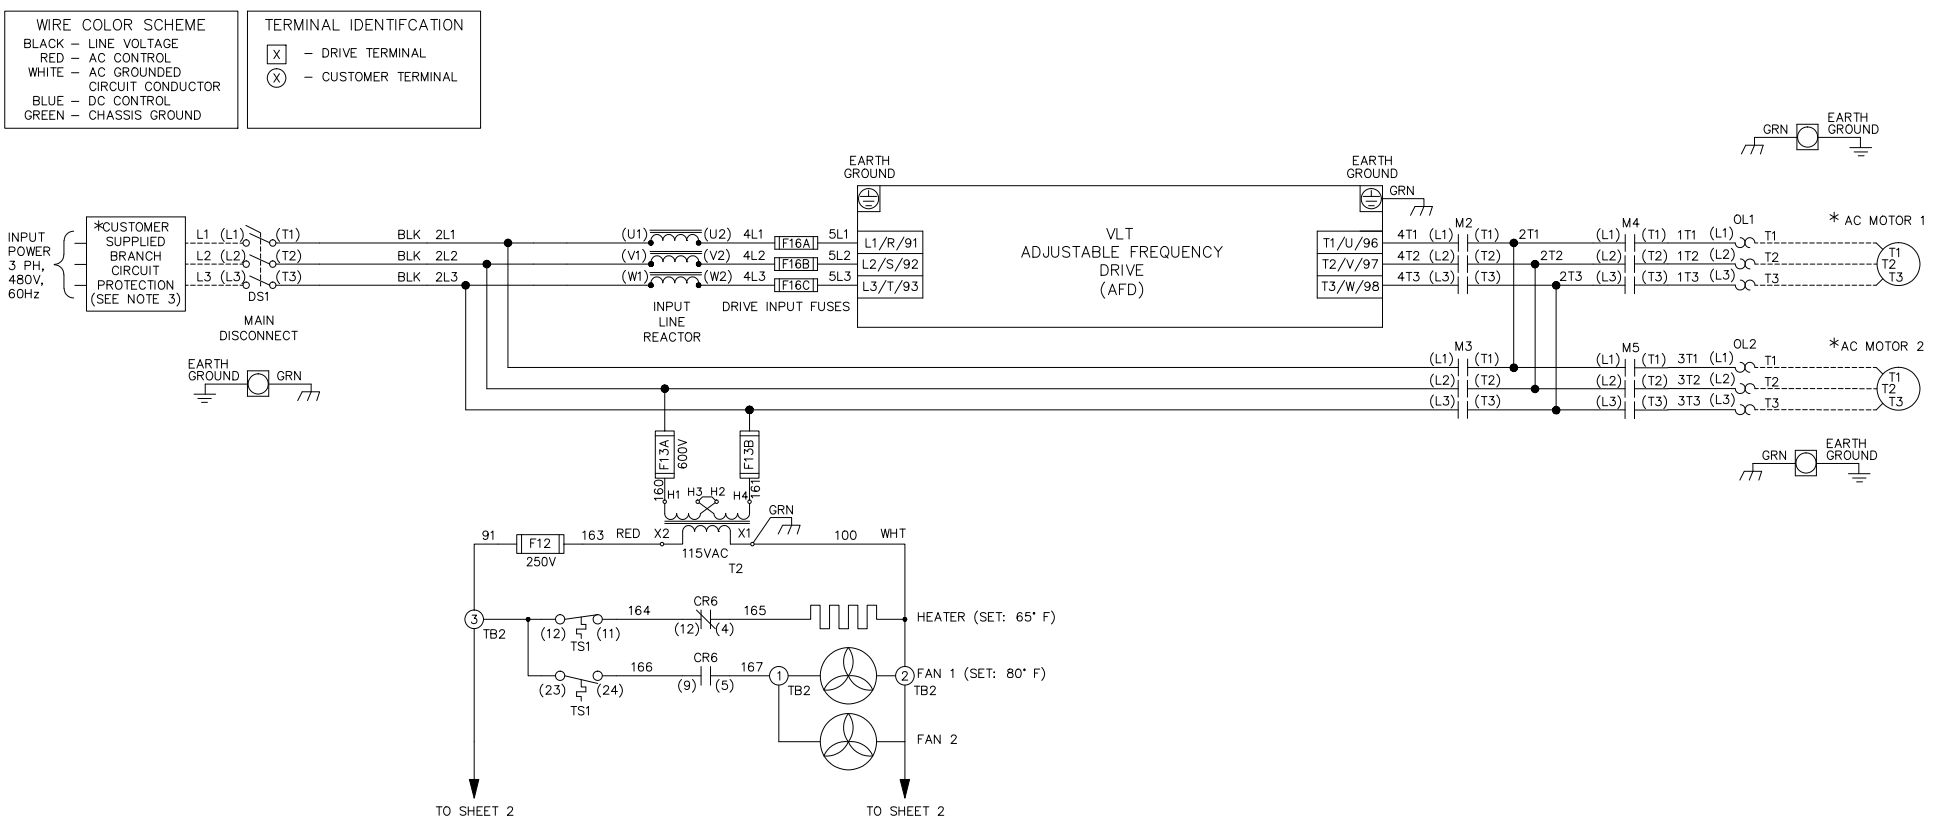 WIRE COLOR SCHEME
BLACK – LINE VOLTAGE
RED – AC CONTROL
WHITE – AC GROUNDED
CIRCUIT CONDUCTOR
BLUE – DC CONTROL
GREEN – CHASSIS GROUND
TERMINAL IDENTIFCATION
X – DRIVE TERMINAL
X – CUSTOMER TERMINAL
GRN
EARTH
GROUND
INPUT
POWER
3 PH,
480V,
60Hz
*CUSTOMER
SUPPLIED
BRANCH
CIRCUIT
PROTECTION
(SEE NOTE 3)
L1 (L1) (T1) BLK 2L1 (U1) (U2) 4L1 F16A 5L1 L1/R/91
L2 (L2) (T2) BLK 2L2 (V1) (V2) 4L2 F16B 5L2 L2/S/92
L3 (L3) (T3) BLK 2L3 (W1) (W2) 4L3 F16C 5L3 L3/T/93
DS1
MAIN
DISCONNECT
INPUT
LINE
REACTOR
DRIVE INPUT FUSES
EARTH
GROUND
EARTH
GROUND
GRN
VLT
ADJUSTABLE FREQUENCY
DRIVE
(AFD)
M2 M4 OL1 * AC MOTOR 1
T1/U/96 4T1 (L1) (T1) 2T1 (L1) (T1) 1T1 (L1) T1
T2/V/97 4T2 (L2) (T2) 2T2 (L2) (T2) 1T2 (L2) T2
T3/W/98 4T3 (L3) (T3) 2T3 (L3) (T3) 1T3 (L3) T3
T1
T2
T3
EARTH
GROUND
GRN
M3 M5 OL2 *AC MOTOR 2
(L1) (T1) (L1) (T1) 3T1 (L1) T1
(L2) (T2) (L2) (T2) 3T2 (L2) T2
(L3) (T3) (L3) (T3) 3T3 (L3) T3
T1
T2
T3
GRN
EARTH
GROUND
F13A
600V
F13B
160
161
H1 H3 H2 H4
GRN
91 F12 163 RED X2 X1 100 WHT
250V
115VAC
T2
3
TB2
(12) (11)
TS1
164
CR6
(12) (4)
165
HEATER (SET: 65° F)
(23) (24)
TS1
166
CR6
(9) (5)
167
1
TB2
2
TB2
FAN 1 (SET: 80° F)
FAN 2
TO SHEET 2
TO SHEET 2